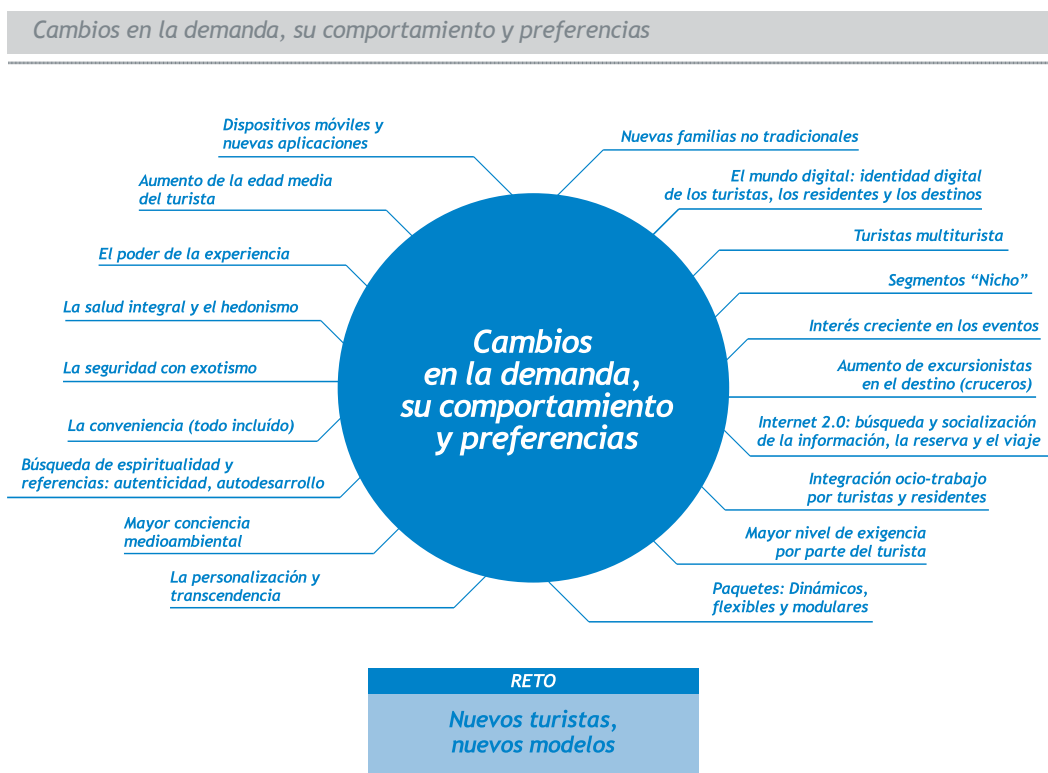 Cambios en la demanda, su comportamiento y preferencias
Dispositivos móviles y
nuevas aplicaciones
Aumento de la edad media
del turista
El poder de la experiencia
La salud integral y el hedonismo
La seguridad con exotismo
La conveniencia (todo incluído)
Búsqueda de espiritualidad y
referencias: autenticidad, autodesarrollo
Mayor conciencia
medioambiental
La personalización y
transcendencia
Cambios
en la demanda,
su comportamiento
y preferencias
Nuevas familias no tradicionales
El mundo digital: identidad digital
de los turistas, los residentes y los destinos
Turistas multiturista
Segmentos “Nicho”
Interés creciente en los eventos
Aumento de excursionistas
en el destino (cruceros)
Internet 2.0: búsqueda y socialización
de la información, la reserva y el viaje
Integración ocio-trabajo
por turistas y residentes
Mayor nivel de exigencia
por parte del turista
Paquetes: Dinámicos,
flexibles y modulares
RETO
Nuevos turistas,
nuevos modelos